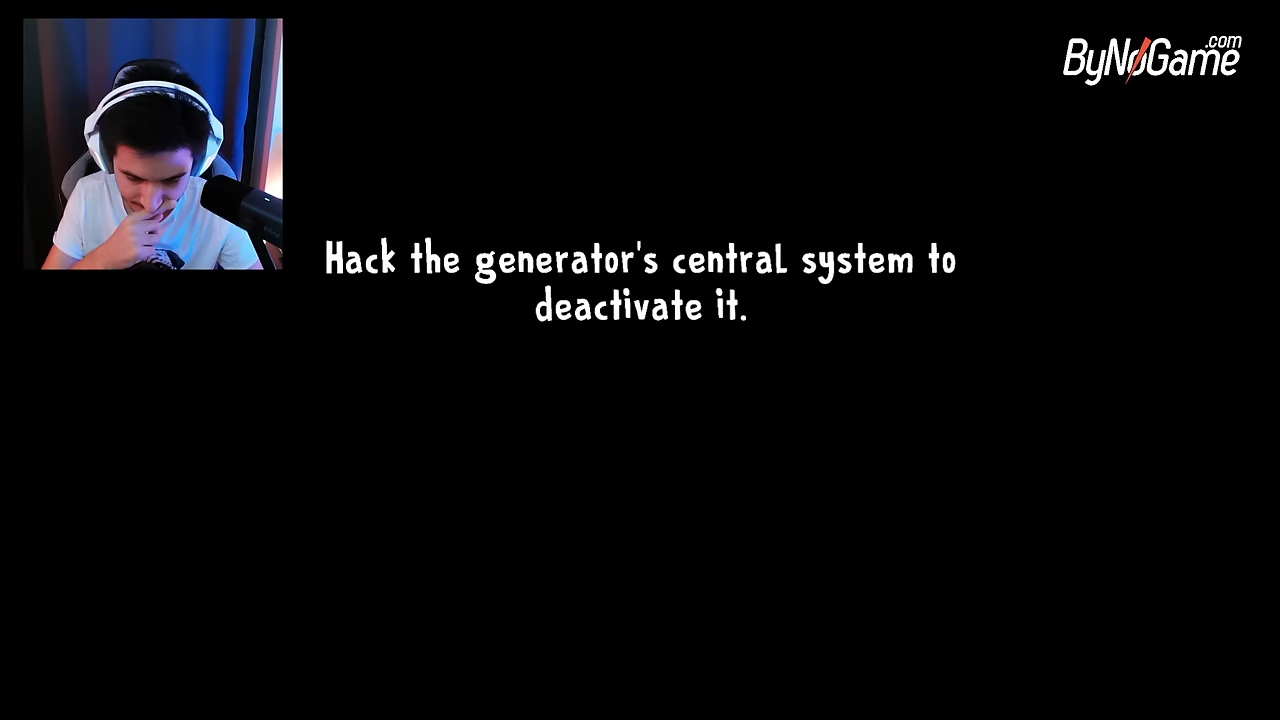 ByNoGame.com
Hack the generator's central system to
deactivate it.